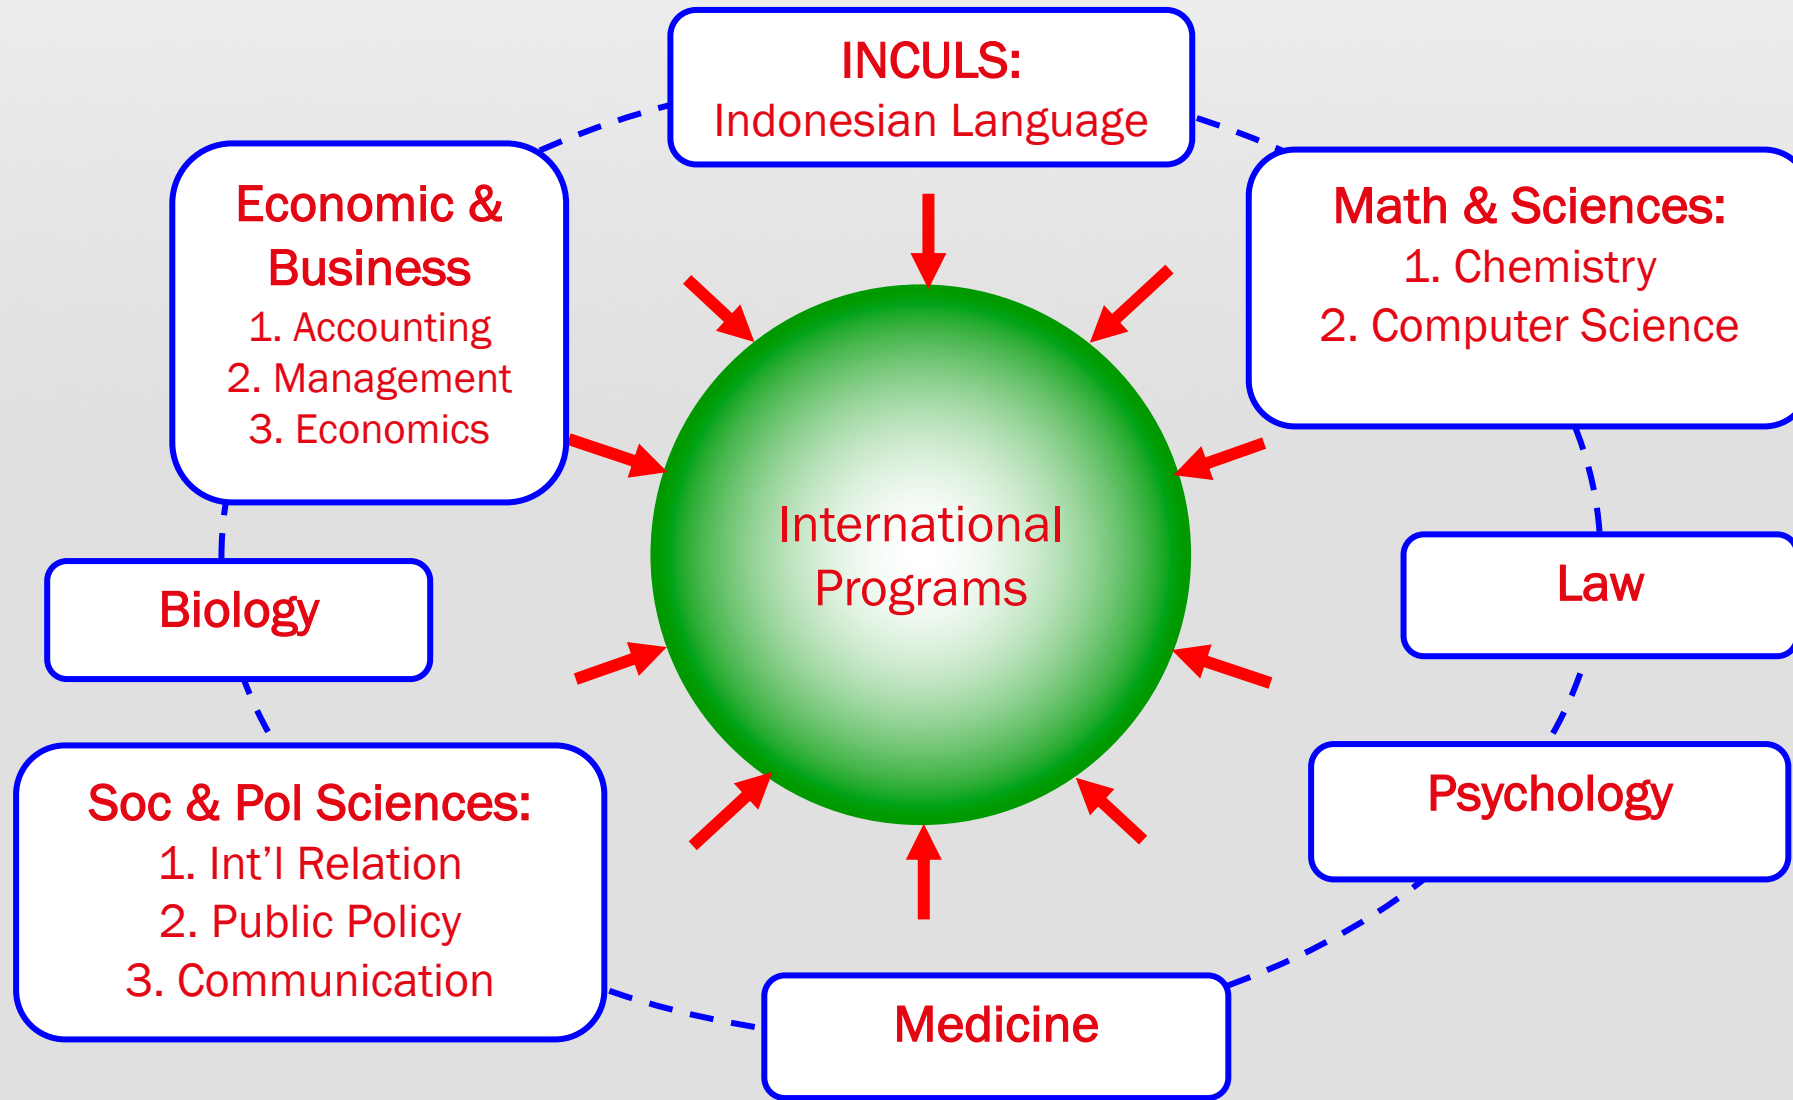 INCULS:
Indonesian Language
Economic &
Business
1. Accounting
2. Management
3. Economics
Math & Sciences:
1. Chemistry
2. Computer Science
International
Programs
Biology
Law
Soc & Pol Sciences:
1. Int’l Relation
2. Public Policy
3. Communication
Psychology
Medicine